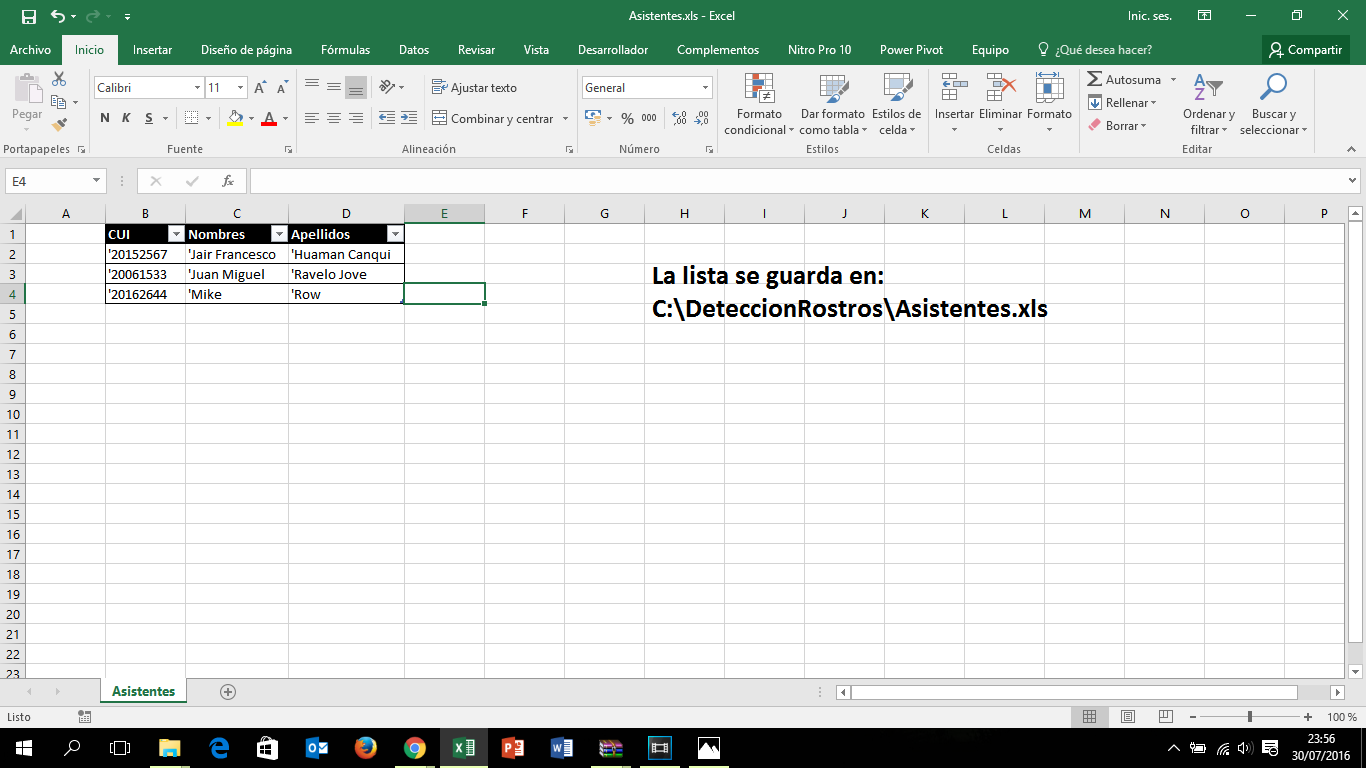 Asistentes.xls - Excel
Inic. ses.
Archivo Inicio Insertar Diseño de página Fórmulas Datos Revisar Vista Desarrollador Complementos Nitro Pro 10 Power Pivot Equipo ¿Qué desea hacer? Compartir
Pegar
Portapapeles
Calibri 11
N K S
Fuente
Ajustar texto
Combinar y centrar
Alineación
General
% 000
Número
Formato condicional
Dar formato como tabla
Estilos de celda
Estilos
Insertar Eliminar Formato
Celdas
Autosuma
Rellenar
Borrar
Ordenar y filtrar
Buscar y seleccionar
Editar
E4 fx
A B C D E F G H I J K L M N O P
1 CUI Nombres Apellidos
2 '20152567 'Jair Francesco 'Huaman Canqui
3 '20061533 'Juan Miguel 'Ravelo Jove
4 '20162644 'Mike 'Row
La lista se guarda en:
C:\DeteccionRostros\Asistentes.xls
5
6
7
8
9
10
11
12
13
14
15
16
17
18
19
20
21
22
23
Asistentes
Listo
100 %
23:56
30/07/2016